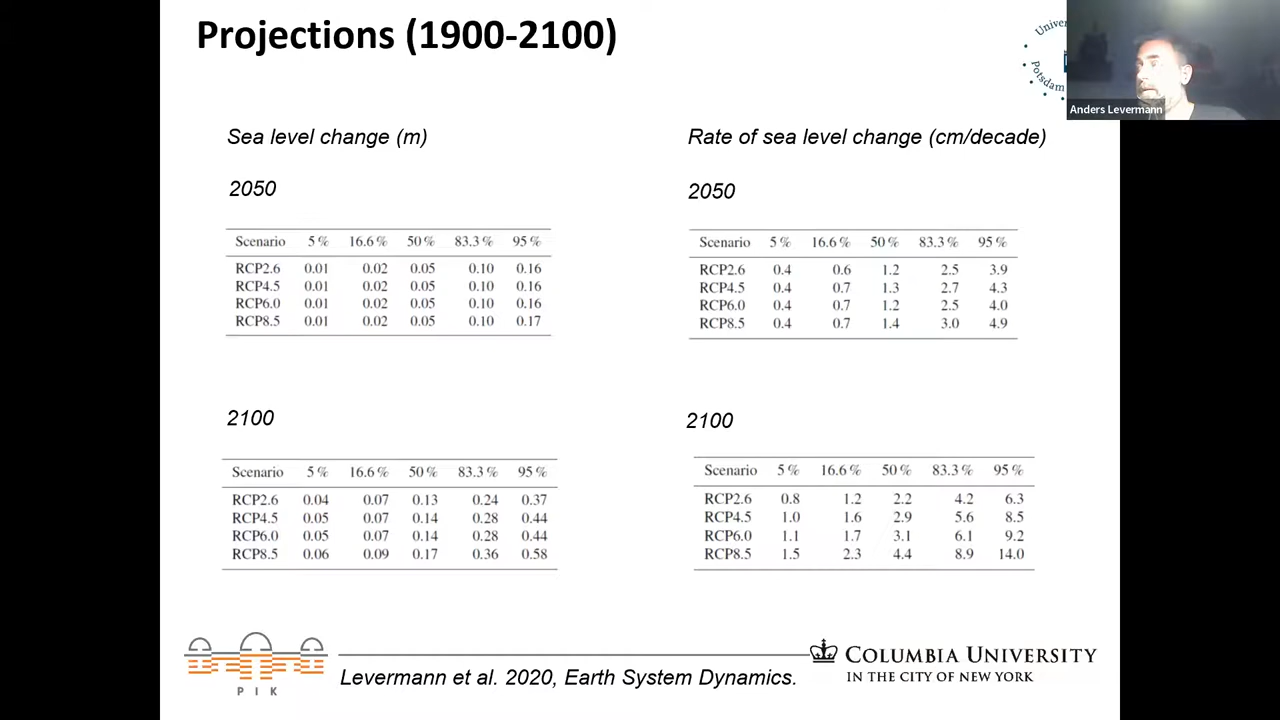 Projections (1900-2100)
Univer
Potsdam
Anders Levermann
Sea level change (m)
2050
Scenario 5 % 16.6 % 50 % 83.3 % 95 %
RCP2.6 0.01 0.02 0.05 0.10 0.16
RCP4.5 0.01 0.02 0.05 0.10 0.16
RCP6.0 0.01 0.02 0.05 0.10 0.16
RCP8.5 0.01 0.02 0.05 0.10 0.17
2100
Scenario 5 % 16.6 % 50 % 83.3 % 95 %
RCP2.6 0.04 0.07 0.13 0.24 0.37
RCP4.5 0.05 0.07 0.14 0.28 0.44
RCP6.0 0.05 0.07 0.14 0.28 0.44
RCP8.5 0.06 0.09 0.17 0.36 0.58
Rate of sea level change (cm/decade)
2050
Scenario 5 % 16.6 % 50 % 83.3 % 95 %
RCP2.6 0.4 0.6 1.2 2.5 3.9
RCP4.5 0.4 0.7 1.3 2.7 4.3
RCP6.0 0.4 0.7 1.2 2.5 4.0
RCP8.5 0.4 0.7 1.4 3.0 4.9
2100
Scenario 5 % 16.6 % 50 % 83.3 % 95 %
RCP2.6 0.8 1.2 2.2 4.2 6.3
RCP4.5 1.0 1.6 2.9 5.6 8.5
RCP6.0 1.1 1.7 3.1 6.1 9.2
RCP8.5 1.5 2.3 4.4 8.9 14.0
P I K
Levermann et al. 2020, Earth System Dynamics.
COLUMBIA UNIVERSITY
IN THE CITY OF NEW YORK